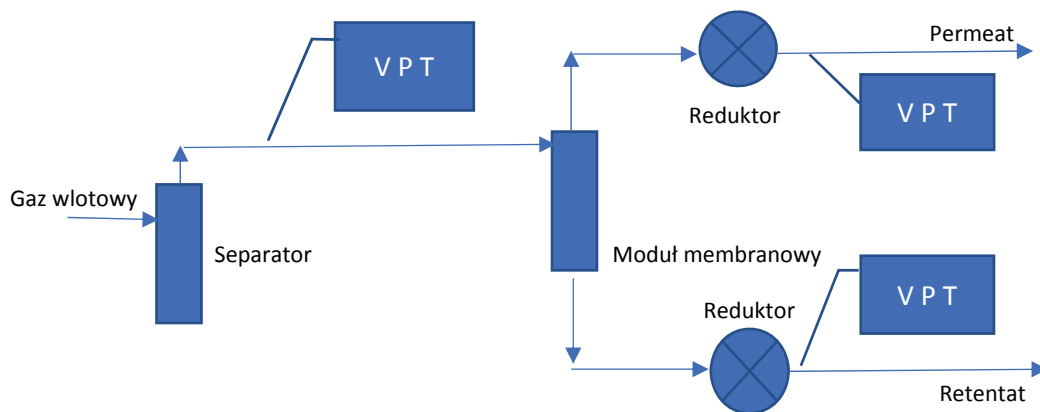 Permeat
V P T
Reduktor
V P T
Gaz wlotowy
Separator
Moduł membranowy
V P T
Reduktor
Retentat